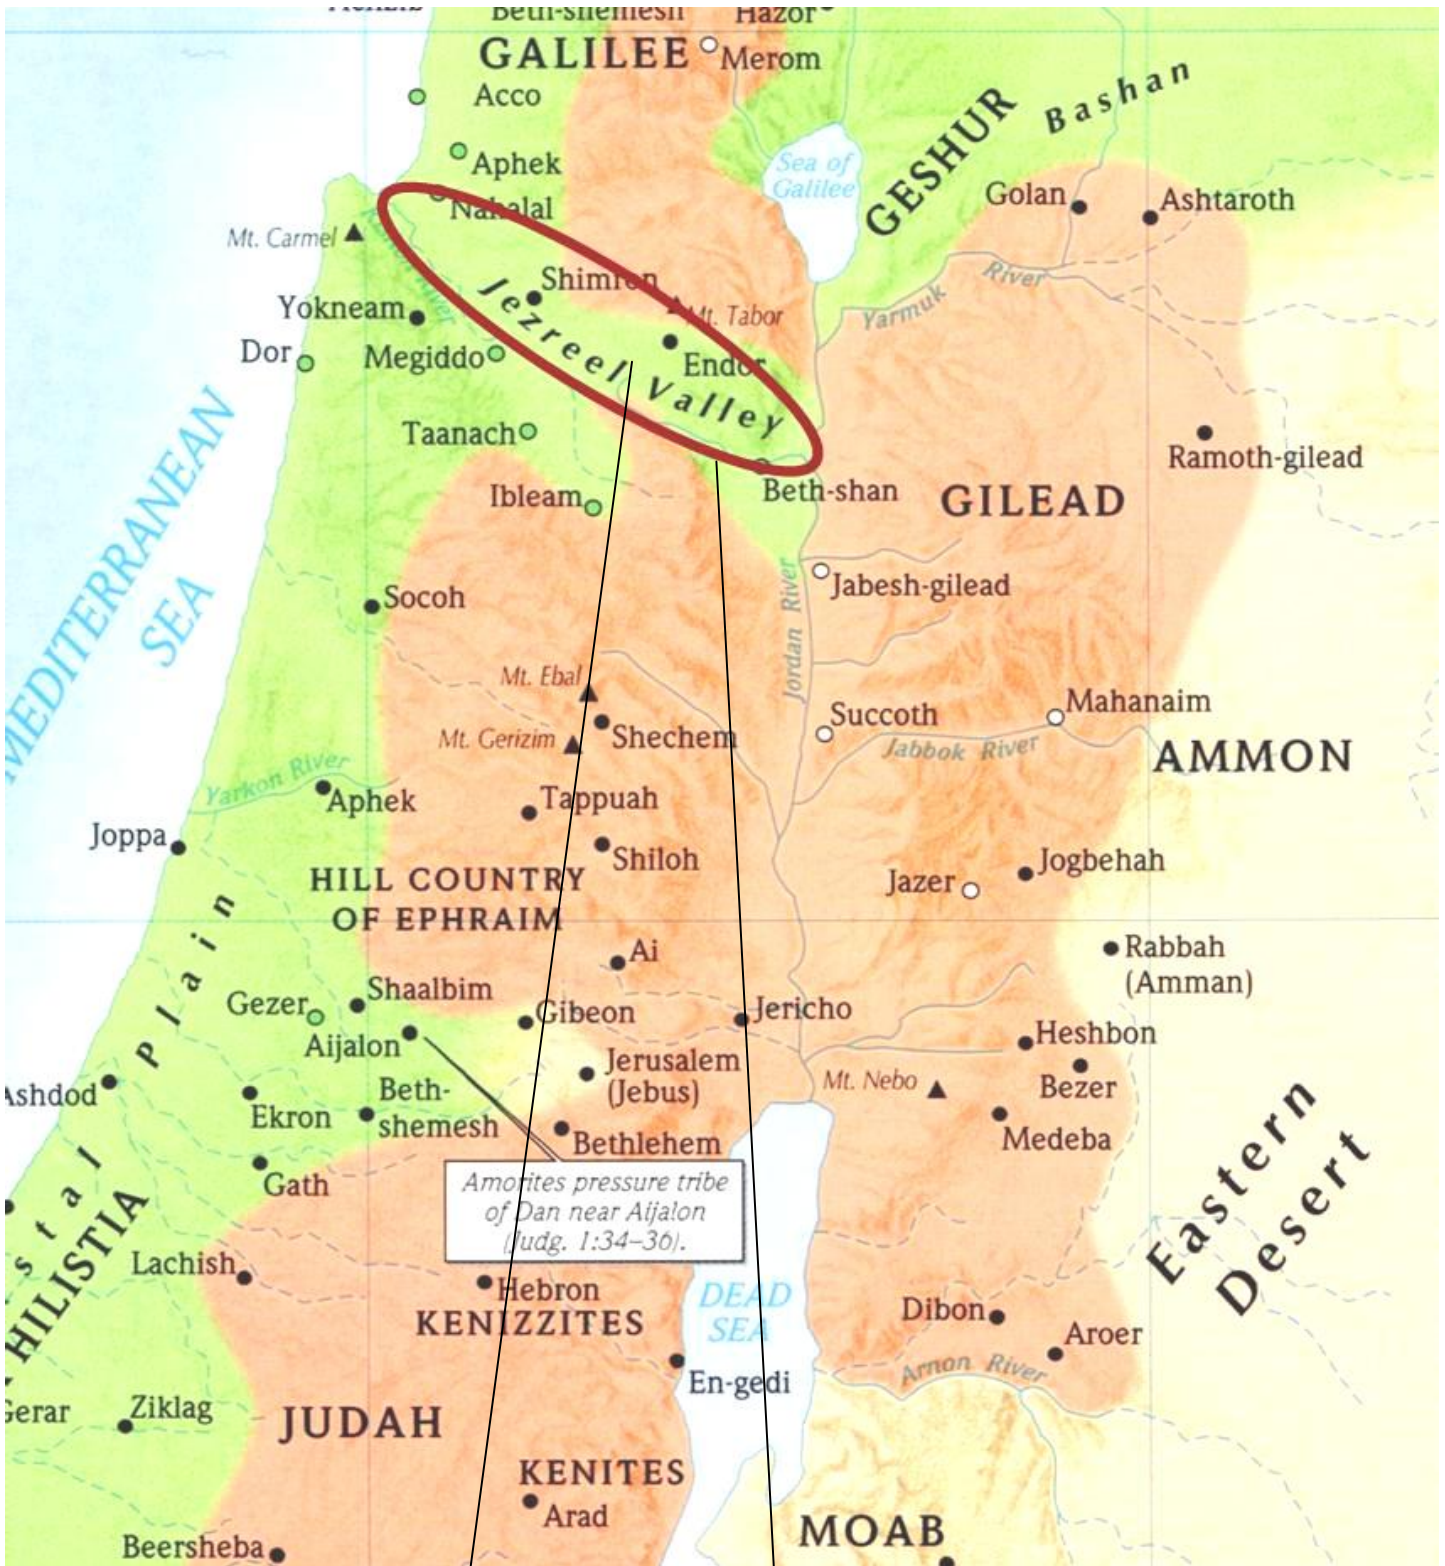 Beth-shemesh
Hazor
GALILEE
Merom
Acco
Aphek
Sea of
Galilee
GESHUR
Bashan
Golan
Ashtaroth
Nahalal
Mt. Carmel
Shimron
Yokneam
Mt. Tabor
Yarmuk
River
Dor
Megiddo
Endor
Jezreel Valley
Taanach
Ramoth-gilead
Ibleam
Beth-shan
GILEAD
MEDITERRANEAN
SEA
Jordan River
Jabesh-gilead
Socoh
Mt. Ebal
Mt. Gerizim
Shechem
Succoth
Mahanaim
Jabbok River
AMMON
Yarkon River
Aphek
Tappuah
Joppa
Shiloh
HILL COUNTRY
OF EPHRAIM
Jazer
Jogbehah
Ai
Rabbah
(Amman)
Plain
Shaalbim
Gezer
Gibeon
Jericho
Aijalon
Heshbon
Jerusalem
(Jebus)
Mt. Nebo
Bezer
Ashdod
Ekron
Beth-
shemesh
Bethlehem
Medeba
Gath
Amorites pressure tribe
of Dan near Aijalon
(Judg. 1:34–36).
Eastern
Desert
Lachish
Hebron
KENIZZITES
DEAD
SEA
Dibon
Aroer
Arnon River
En-gedi
Gerar
Ziklag
JUDAH
KENITES
Arad
MOAB
Beersheba